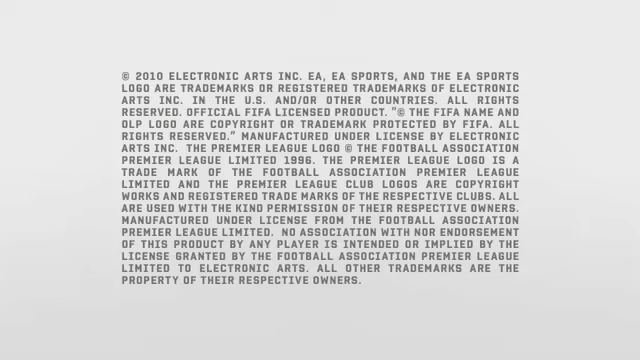 © 2010 ELECTRONIC ARTS INC. EA, EA SPORTS, AND THE EA SPORTS
LOGO ARE TRADEMARKS OR REGISTERED TRADEMARKS OF ELECTRONIC
ARTS INC. IN THE U.S. AND/OR OTHER COUNTRIES. ALL RIGHTS
RESERVED. OFFICIAL FIFA LICENSED PRODUCT. "© THE FIFA NAME AND
OLP LOGO ARE COPYRIGHT OR TRADEMARK PROTECTED BY FIFA. ALL
RIGHTS RESERVED." MANUFACTURED UNDER LICENSE BY ELECTRONIC
ARTS INC. THE PREMIER LEAGUE LOGO © THE FOOTBALL ASSOCIATION
PREMIER LEAGUE LIMITED 1996. THE PREMIER LEAGUE LOGO IS A
TRADE MARK OF THE FOOTBALL ASSOCIATION PREMIER LEAGUE
LIMITED AND THE PREMIER LEAGUE CLUB LOGOS ARE COPYRIGHT
WORKS AND REGISTERED TRADE MARKS OF THE RESPECTIVE CLUBS. ALL
ARE USED WITH THE KIND PERMISSION OF THEIR RESPECTIVE OWNERS.
MANUFACTURED UNDER LICENSE FROM THE FOOTBALL ASSOCIATION
PREMIER LEAGUE LIMITED. NO ASSOCIATION WITH NOR ENDORSEMENT
OF THIS PRODUCT BY ANY PLAYER IS INTENDED OR IMPLIED BY THE
LICENSE GRANTED BY THE FOOTBALL ASSOCIATION PREMIER LEAGUE
LIMITED TO ELECTRONIC ARTS. ALL OTHER TRADEMARKS ARE THE
PROPERTY OF THEIR RESPECTIVE OWNERS.